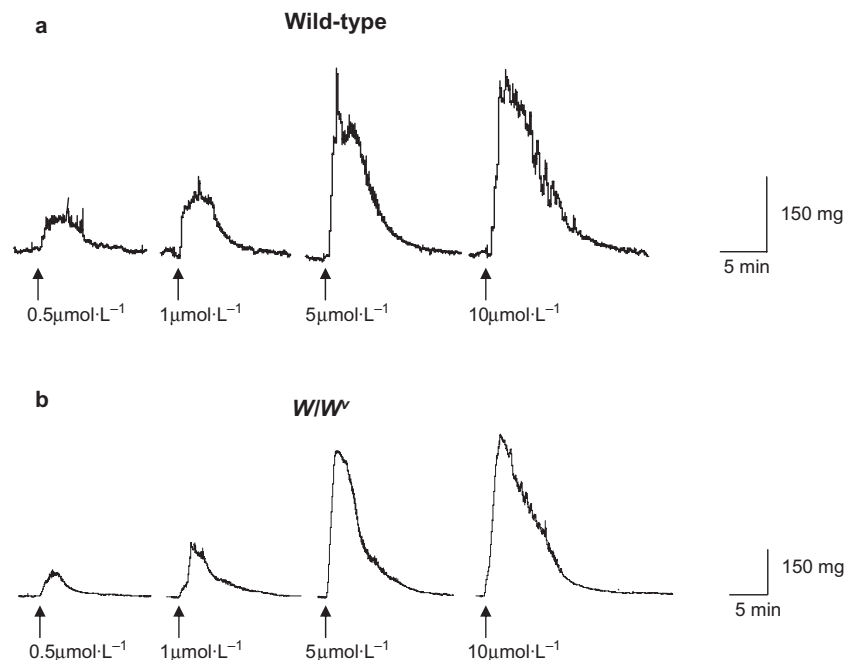 a
Wild-type
150 mg
5 min
0.5μmol·L⁻¹
1μmol·L⁻¹
5μmol·L⁻¹
10μmol·L⁻¹
b
W/Wᵛ
150 mg
5 min
0.5μmol·L⁻¹
1μmol·L⁻¹
5μmol·L⁻¹
10μmol·L⁻¹